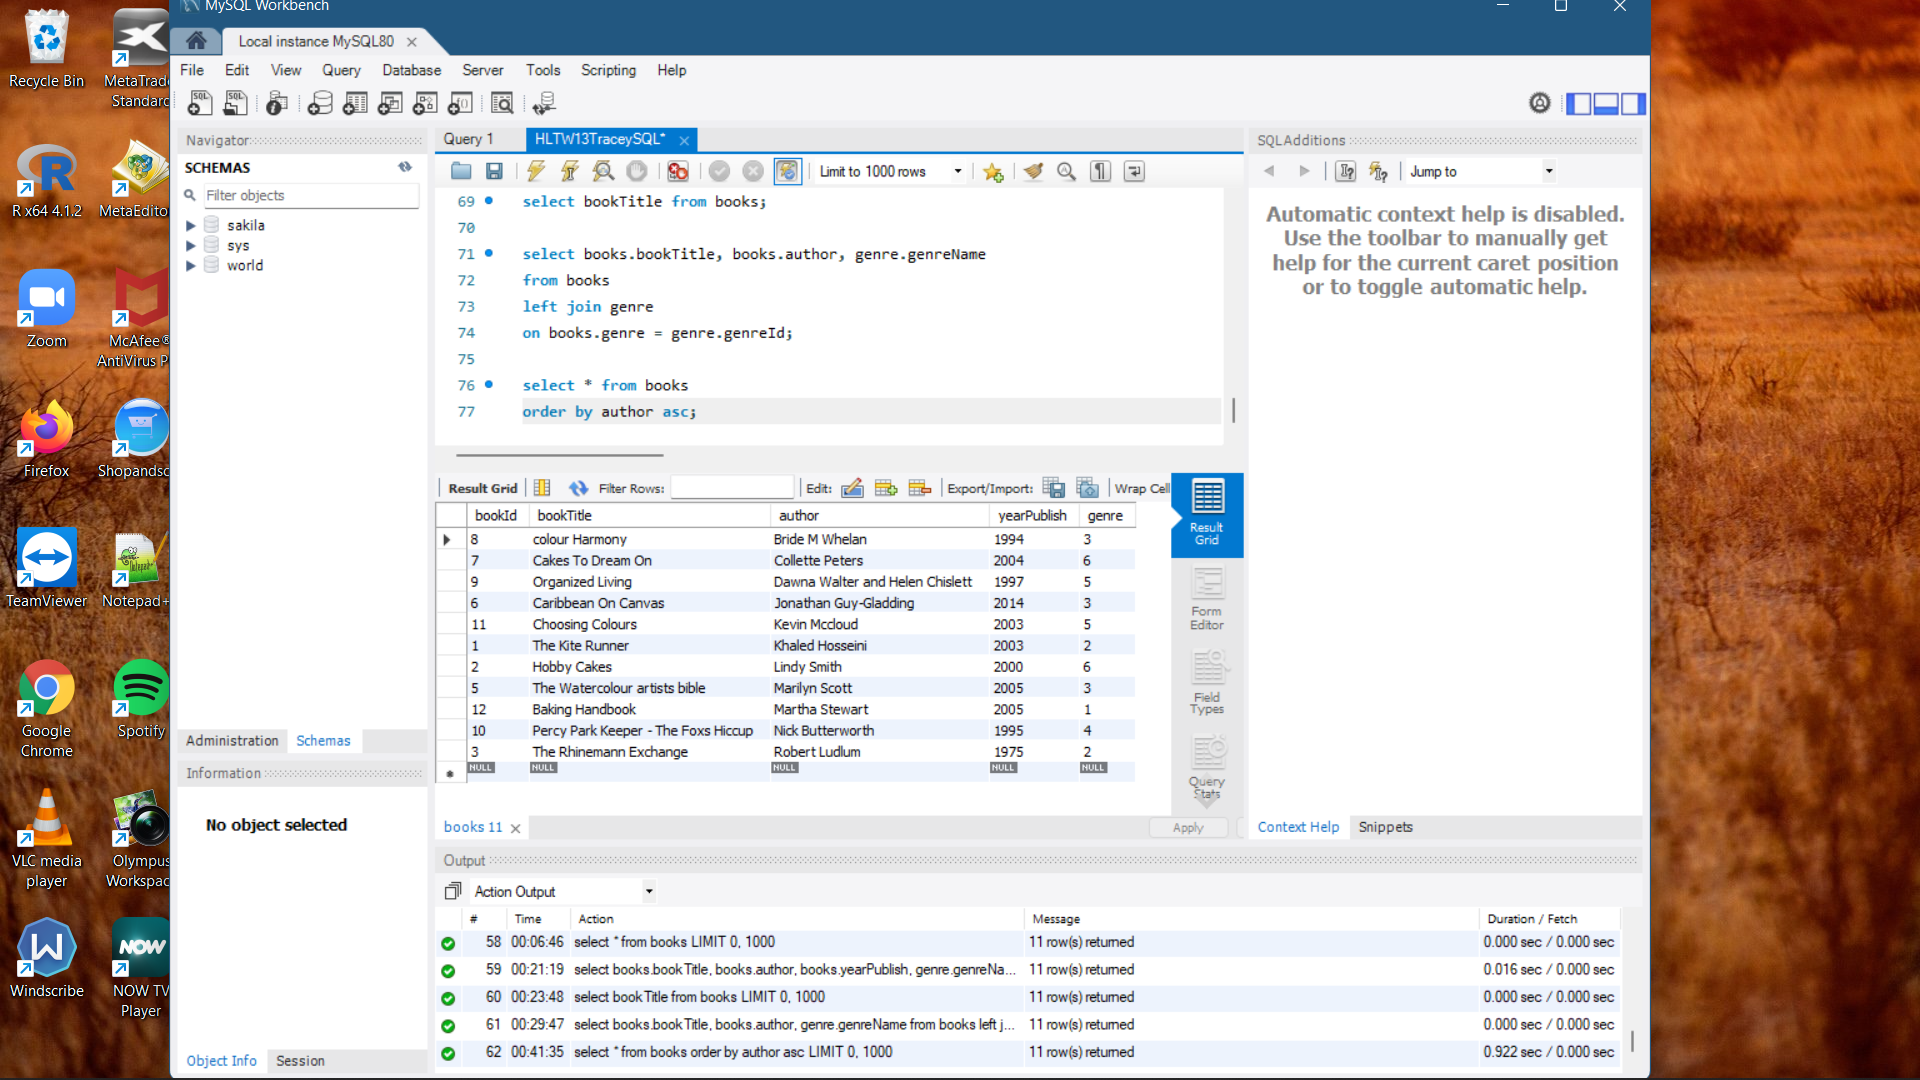 MySQL Workbench
Local instance MySQL80
File Edit View Query Database Server Tools Scripting Help
Navigator
SCHEMAS
Filter objects
sakila
sys
world
Administration Schemas
Information
No object selected
Object Info Session
Query 1
HLTW13TraceySQL*
Limit to 1000 rows
69 select bookTitle from books;
70
71 select books.bookTitle, books.author, genre.genreName
72 from books
73 left join genre
74 on books.genre = genre.genreId;
75
76 select * from books
77 order by author asc;
Result Grid Filter Rows: Edit: Export/Import: Wrap Cell
bookId bookTitle author yearPublish genre
8 colour Harmony Bride M Whelan 1994 3
7 Cakes To Dream On Collette Peters 2004 6
9 Organized Living Dawna Walter and Helen Chislett 1997 5
6 Caribbean On Canvas Jonathan Guy-Gladding 2014 3
11 Choosing Colours Kevin Mccloud 2003 5
1 The Kite Runner Khaled Hosseini 2003 2
2 Hobby Cakes Lindy Smith 2000 6
5 The Watercolour artists bible Marilyn Scott 2005 3
12 Baking Handbook Martha Stewart 2005 1
10 Percy Park Keeper - The Foxs Hiccup Nick Butterworth 1995 4
3 The Rhinemann Exchange Robert Ludlum 1975 2
NULL NULL NULL NULL NULL
Result
Grid
Form
Editor
Field
Types
Query
Stats
books 11
Apply
SQLAdditions
Jump to
Automatic context help is disabled.
Use the toolbar to manually get
help for the current caret position
or to toggle automatic help.
Context Help Snippets
Output
Action Output
# Time Action Message Duration / Fetch
58 00:06:46 select * from books LIMIT 0, 1000 11 row(s) returned 0.000 sec / 0.000 sec
59 00:21:19 select books.bookTitle, books.author, books.yearPublish, genre.genreNa... 11 row(s) returned 0.016 sec / 0.000 sec
60 00:23:48 select bookTitle from books LIMIT 0, 1000 11 row(s) returned 0.000 sec / 0.000 sec
61 00:29:47 select books.bookTitle, books.author, genre.genreName from books left j... 11 row(s) returned 0.000 sec / 0.000 sec
62 00:41:35 select * from books order by author asc LIMIT 0, 1000 11 row(s) returned 0.922 sec / 0.000 sec
Recycle Bin
MetaTrad
Standard
R x64 4.1.2
MetaEdito
Zoom
McAfee®
AntiVirus P
Firefox
Shopandsc
TeamViewer
Notepad+
Google
Chrome
Spotify
VLC media
player
Olympus
Workspac
Windscribe
NOW
NOW TV
Player